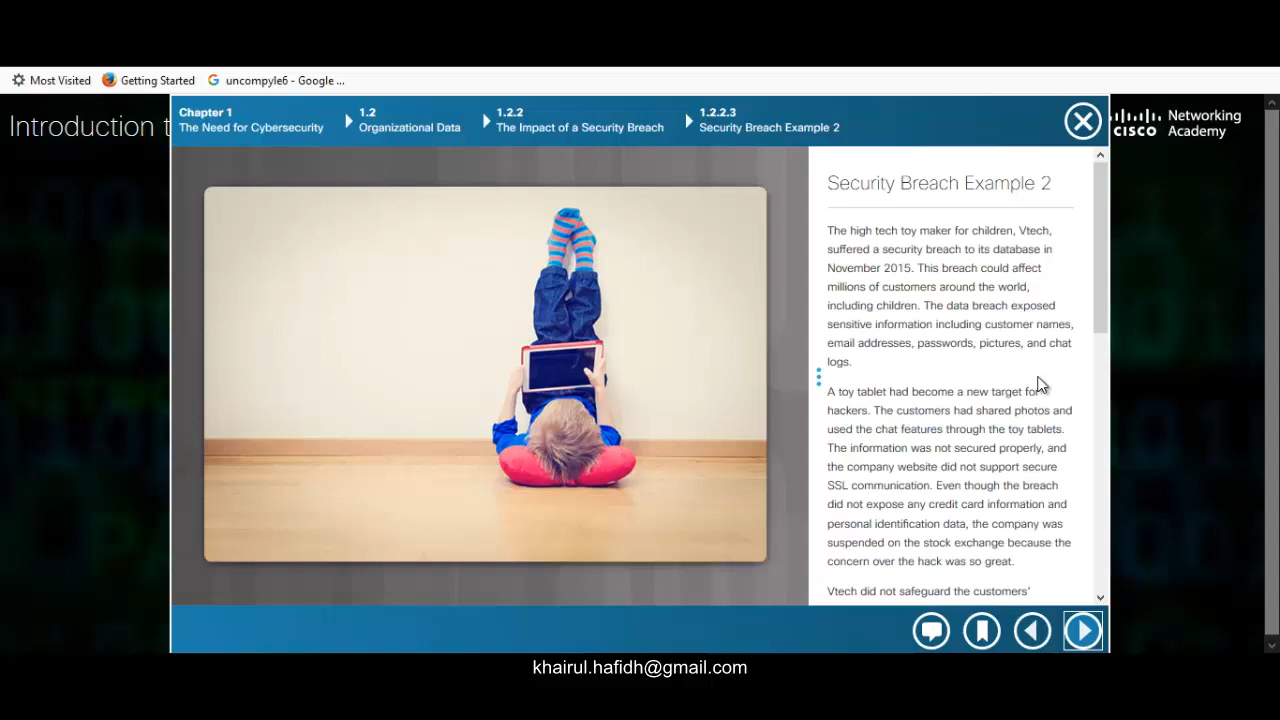 Most Visited Getting Started uncompyle6 - Google ...
Introduction t
Chapter 1
The Need for Cybersecurity
1.2
Organizational Data
1.2.2
The Impact of a Security Breach
1.2.2.3
Security Breach Example 2
CISCO Networking
Academy
Security Breach Example 2
The high tech toy maker for children, Vtech,
suffered a security breach to its database in
November 2015. This breach could affect
millions of customers around the world,
including children. The data breach exposed
sensitive information including customer names,
email addresses, passwords, pictures, and chat
logs.
A toy tablet had become a new target for
hackers. The customers had shared photos and
used the chat features through the toy tablets.
The information was not secured properly, and
the company website did not support secure
SSL communication. Even though the breach
did not expose any credit card information and
personal identification data, the company was
suspended on the stock exchange because the
concern over the hack was so great.
Vtech did not safeguard the customers'
khairul.hafidh@gmail.com